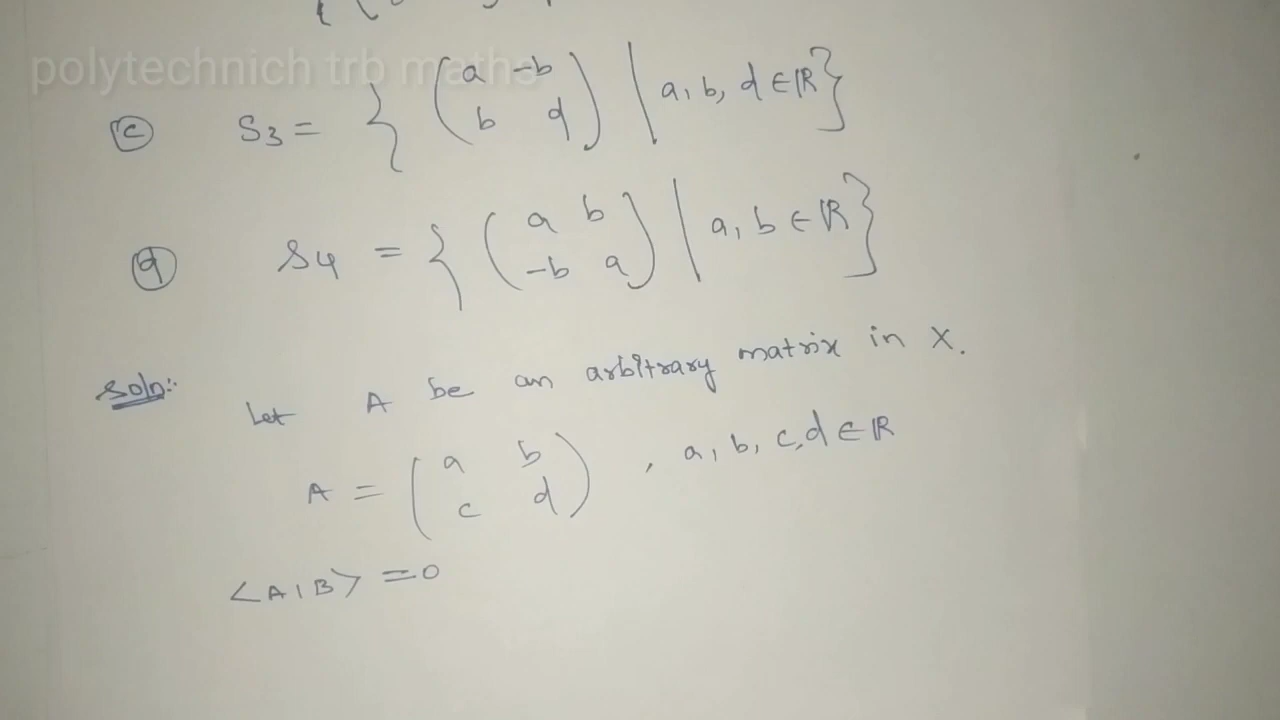 polytechnich trb maths
(c) S3 = { ( a -b
b d ) | a, b, d ∈ ℝ }
(d) S4 = { ( a b
-b a ) | a, b ∈ ℝ }
Soln:- Let A be an arbitrary matrix in X.
A = ( a b
c d ) , a, b, c, d ∈ ℝ
<A|B> = 0